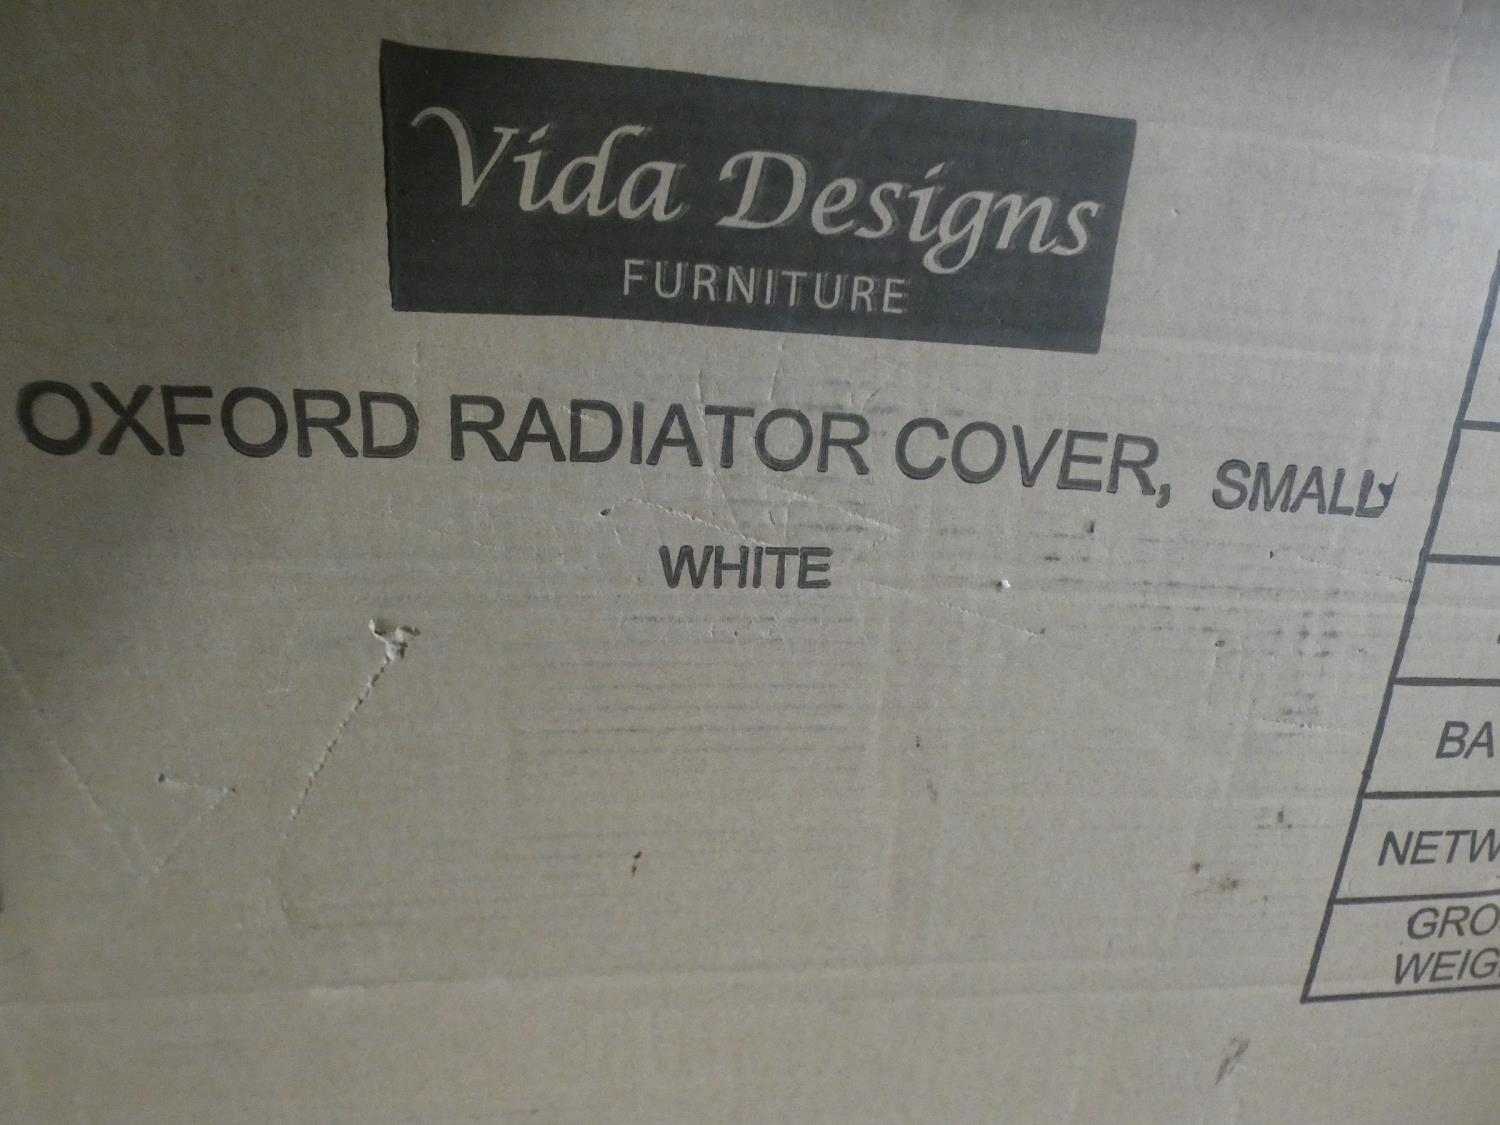 Vida Designs
FURNITURE
OXFORD RADIATOR COVER, SMALL
WHITE
BA
NETW
GRO
WEIG